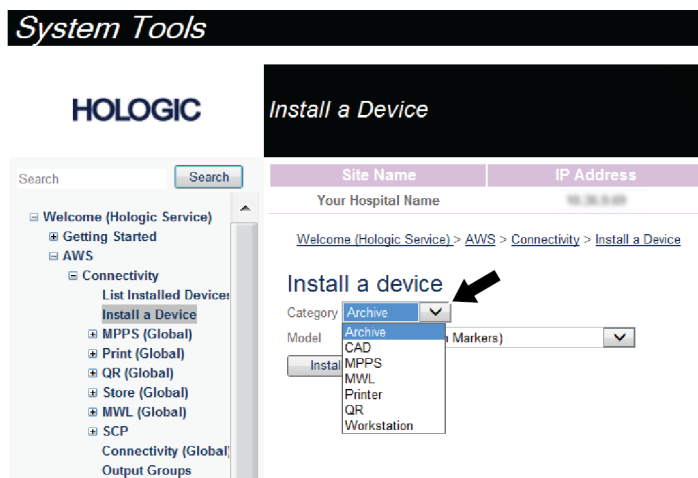 System Tools
HOLOGIC
Install a Device
Search Search
Site Name IP Address
Your Hospital Name
Welcome (Hologic Service)
Getting Started
AWS
Connectivity
List Installed Devices
Install a Device
MPPS (Global)
Print (Global)
QR (Global)
Store (Global)
MWL (Global)
SCP
Connectivity (Global)
Output Groups
Welcome (Hologic Service) > AWS > Connectivity > Install a Device
Install a device
Category Archive
Model Markers)
Instal
Archive
CAD
MPPS
MWL
Printer
QR
Workstation